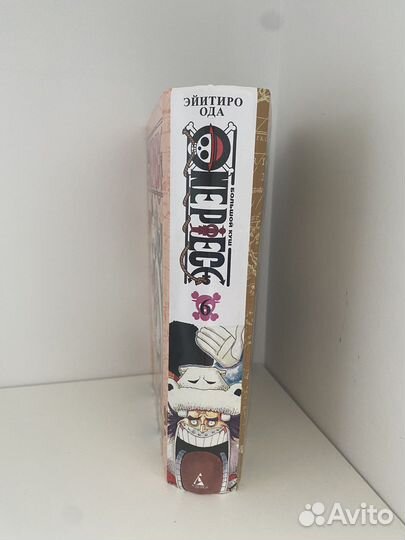 ЭЙИТИРО
ОДА
ONE PIECE
БОЛЬШОЙ КУШ
6
Avito